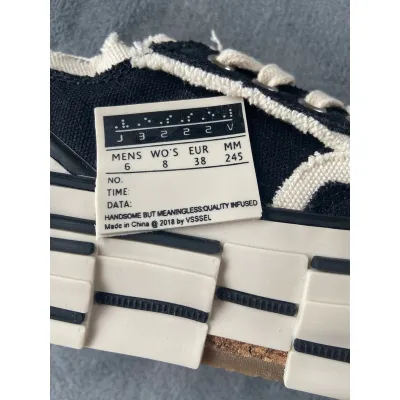 J E S S S V
MENS WO'S EUR MM
6 8 38 245
NO.
TIME:
DATA:
HANDSOME BUT MEANINGLESS:QUALITY INFUSED
Made in China @ 2018 by VSSSEL